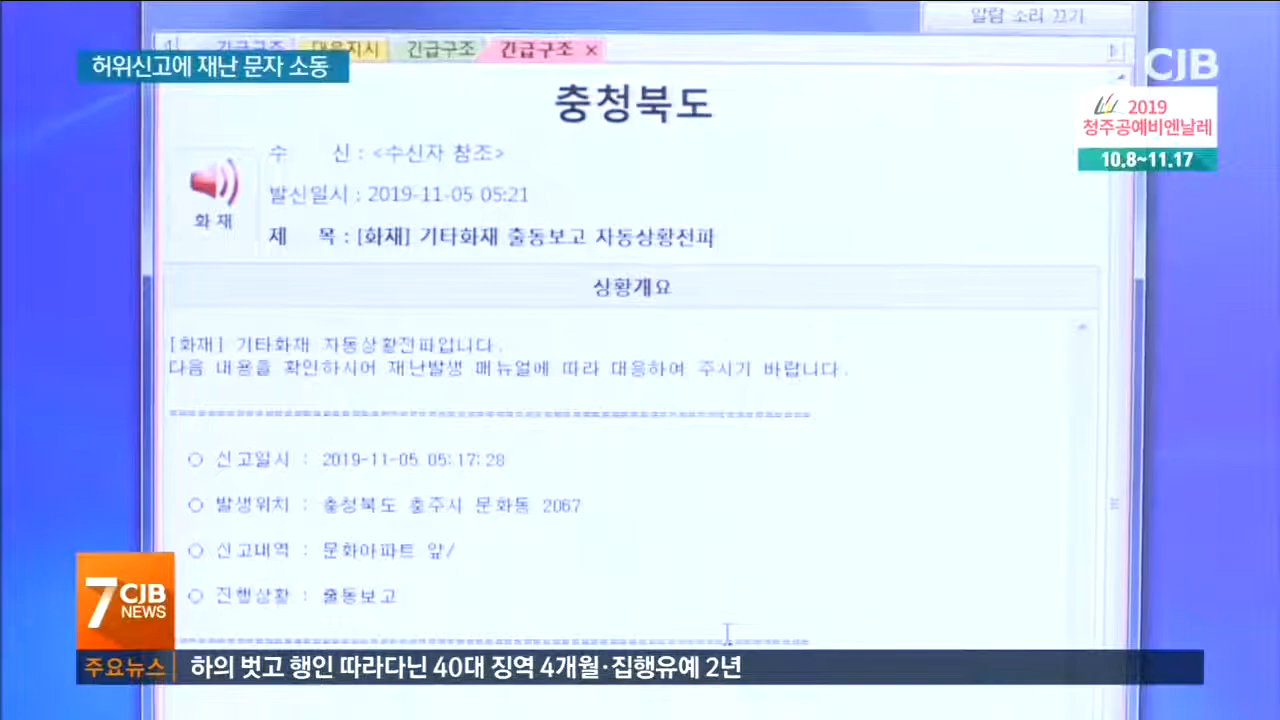 알람 소리 끄기
긴급구조 대응지시 긴급구조 긴급구조 ×
허위신고에 재난 문자 소동
CJB
2019
청주공예비엔날레
10.8~11.17
충청북도
수 신 : <수신자 참조>
발신일시 : 2019-11-05 05:21
제 목 : [화재] 기타화재 출동보고 자동상황전파
화 재
상황개요
[화재] 기타화재 자동상황전파입니다.
다음 내용을 확인하시어 재난발생 매뉴얼에 따라 대응하여 주시기 바랍니다.
○ 신고일시 : 2019-11-05 05:17:28
○ 발생위치 : 충청북도 충주시 문화동 2067
○ 신고내역 : 문화아파트 앞/
○ 진행상황 : 출동보고
7 CJB
NEWS
주요뉴스 하의 벗고 행인 따라다닌 40대 징역 4개월·집행유예 2년